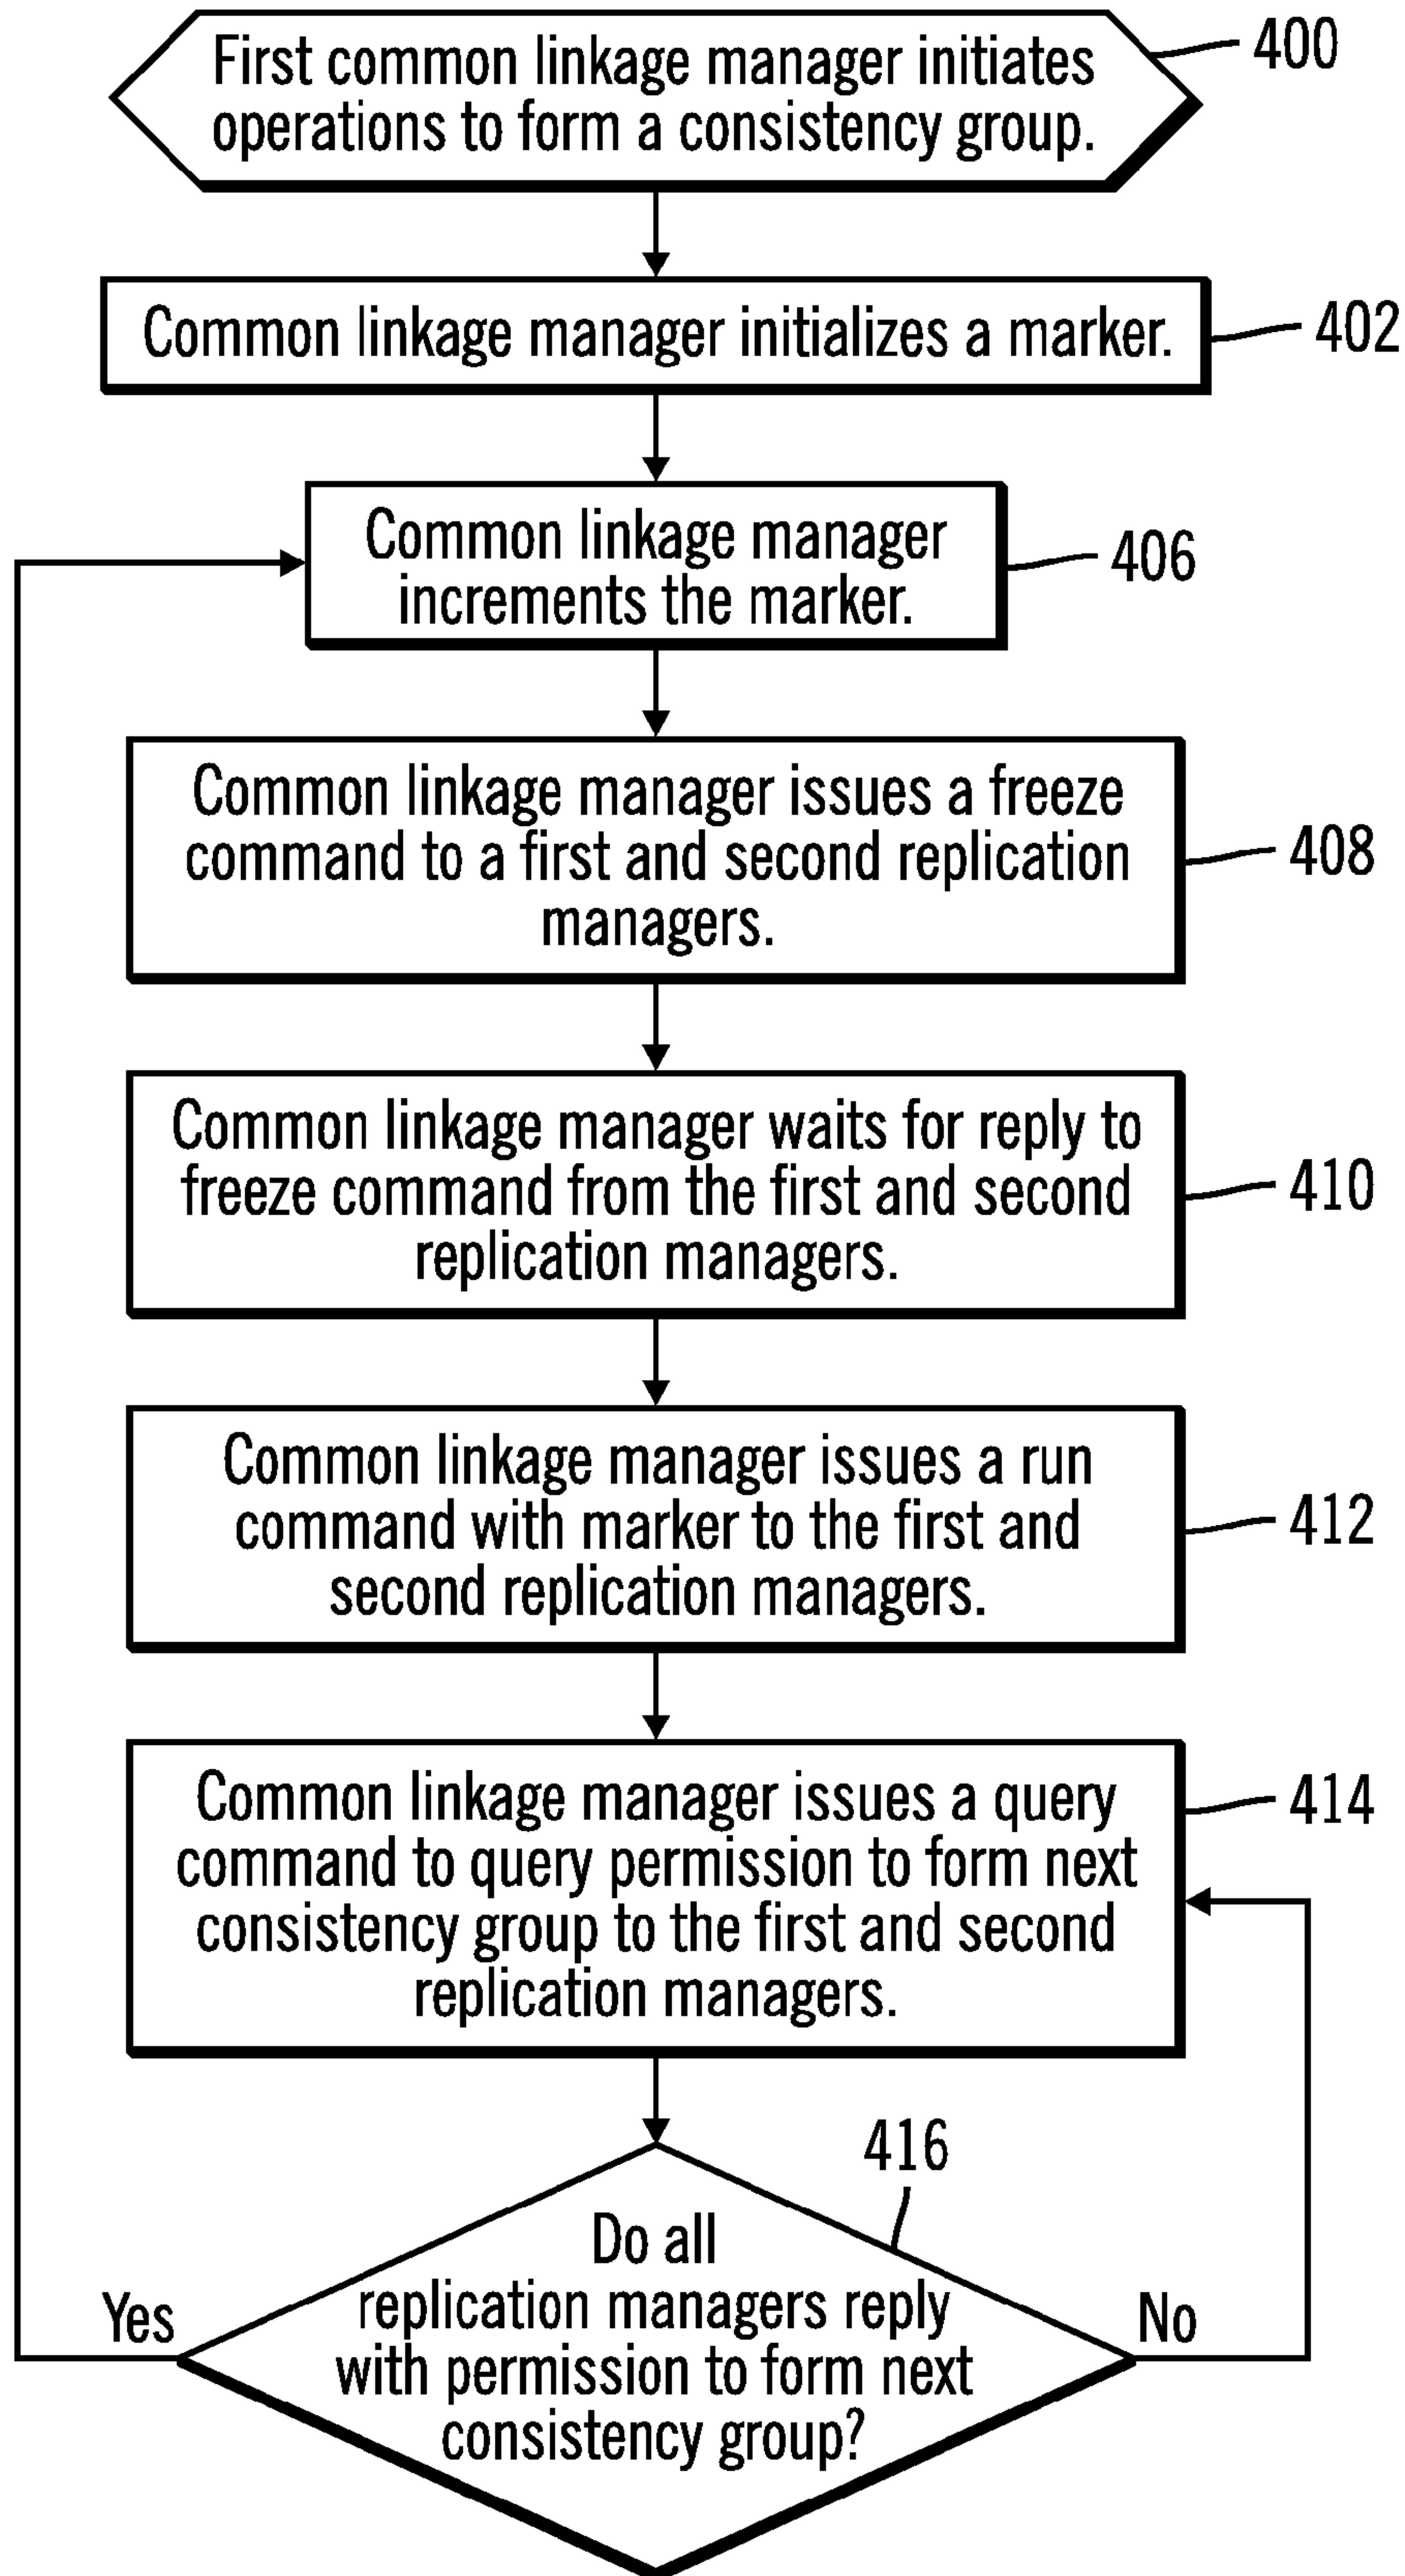 First common linkage manager initiates
operations to form a consistency group.
400
Common linkage manager initializes a marker.
402
Common linkage manager
increments the marker.
406
Common linkage manager issues a freeze
command to a first and second replication
managers.
408
Common linkage manager waits for reply to
freeze command from the first and second
replication managers.
410
Common linkage manager issues a run
command with marker to the first and
second replication managers.
412
Common linkage manager issues a query
command to query permission to form next
consistency group to the first and second
replication managers.
414
416
Do all
replication managers reply
with permission to form next
consistency group?
Yes
No